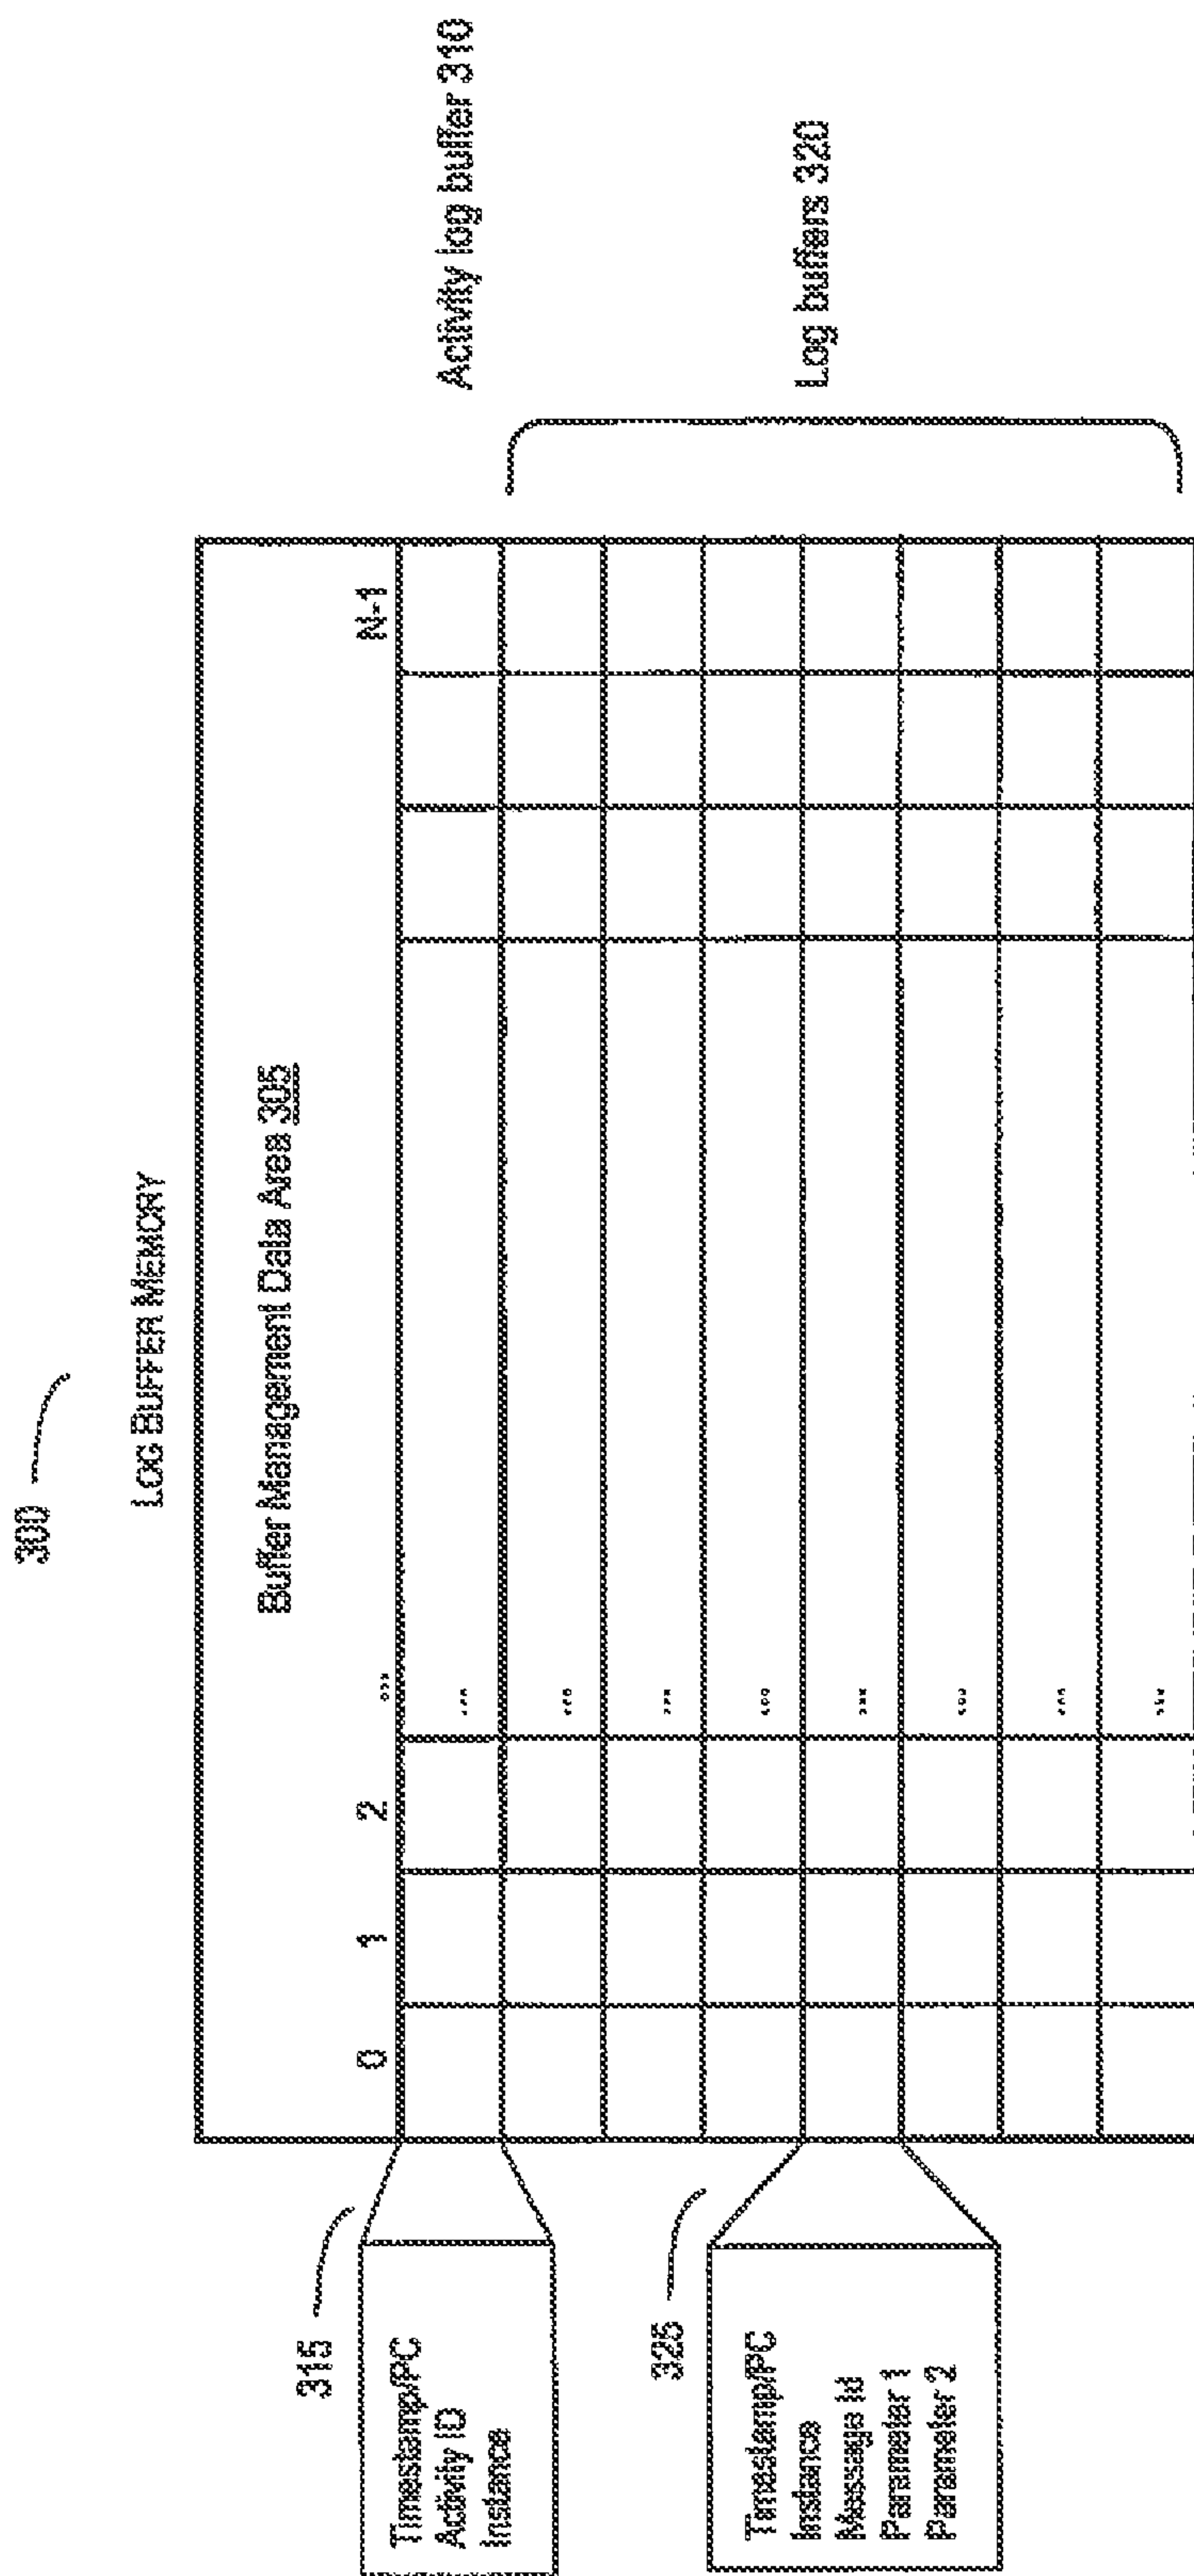 300
LOG BUFFER MEMORY
Buffer Management Data Area 305
0 1 2 ... N-1
Activity log buffer 310
315
Timestamp/PC
Activity ID
Instance
...
...
...
...
...
...
...
...
Log buffers 320
325
Timestamp/PC
Instance
Message Id
Parameter 1
Parameter 2